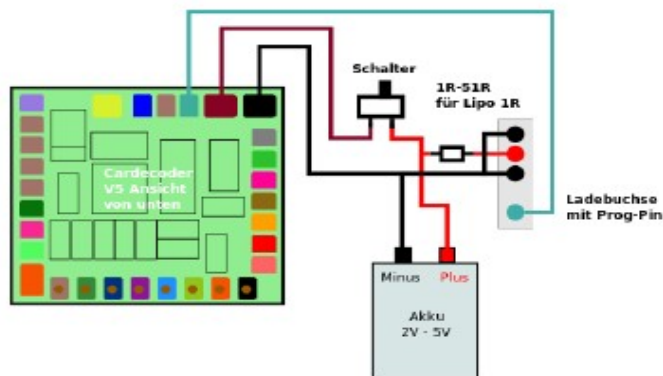 Schalter
1R-51R
für Lipo 1R
Cardecoder
V5 Ansicht
von unten
Ladebuchse
mit Prog-Pin
Minus Plus
Akku
2V - 5V